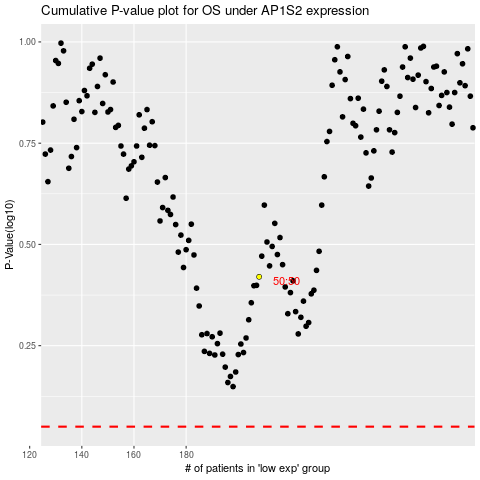 Cumulative P-value plot for OS under AP1S2 expression
P-Value(log10)
1.00
0.75
0.50
0.25
50:50
120 140 160 180
# of patients in 'low exp' group